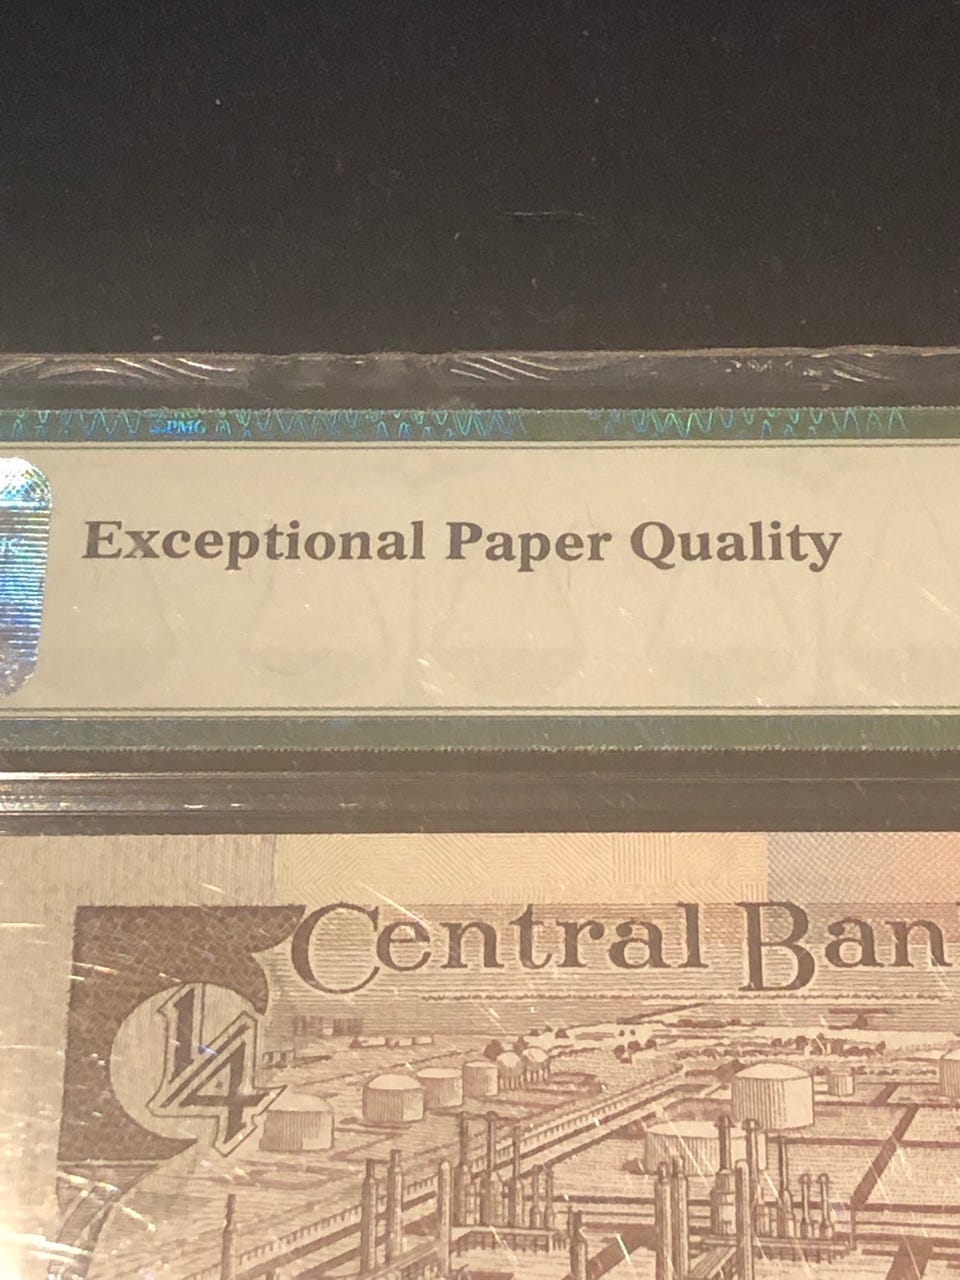 PMG
Exceptional Paper Quality
Central Ban
1/4